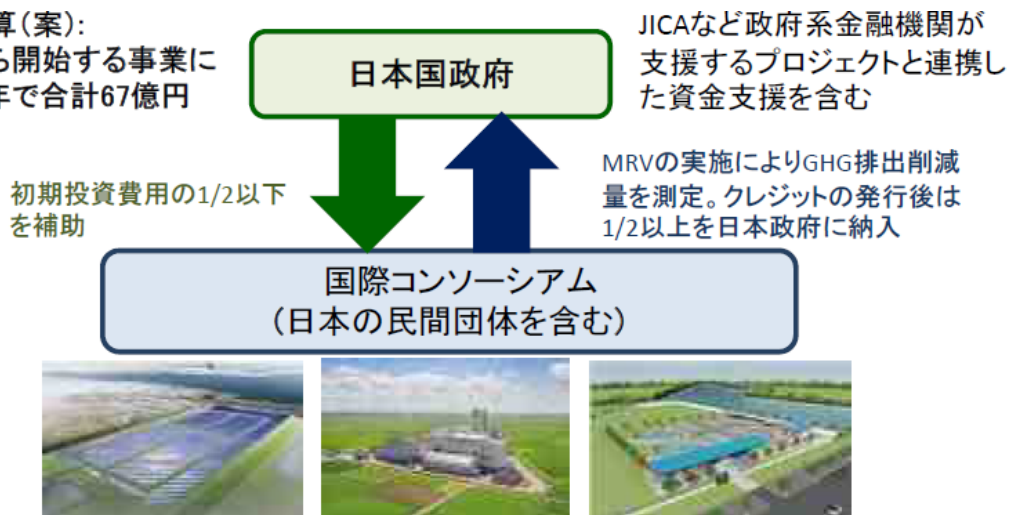 算(案):
ら開始する事業に
年で合計67億円
日本国政府
JICAなど政府系金融機関が
支援するプロジェクトと連携し
た資金支援を含む
初期投資費用の1/2以下
を補助
MRVの実施によりGHG排出削減
量を測定。クレジットの発行後は
1/2以上を日本政府に納入
国際コンソーシアム
(日本の民間団体を含む)